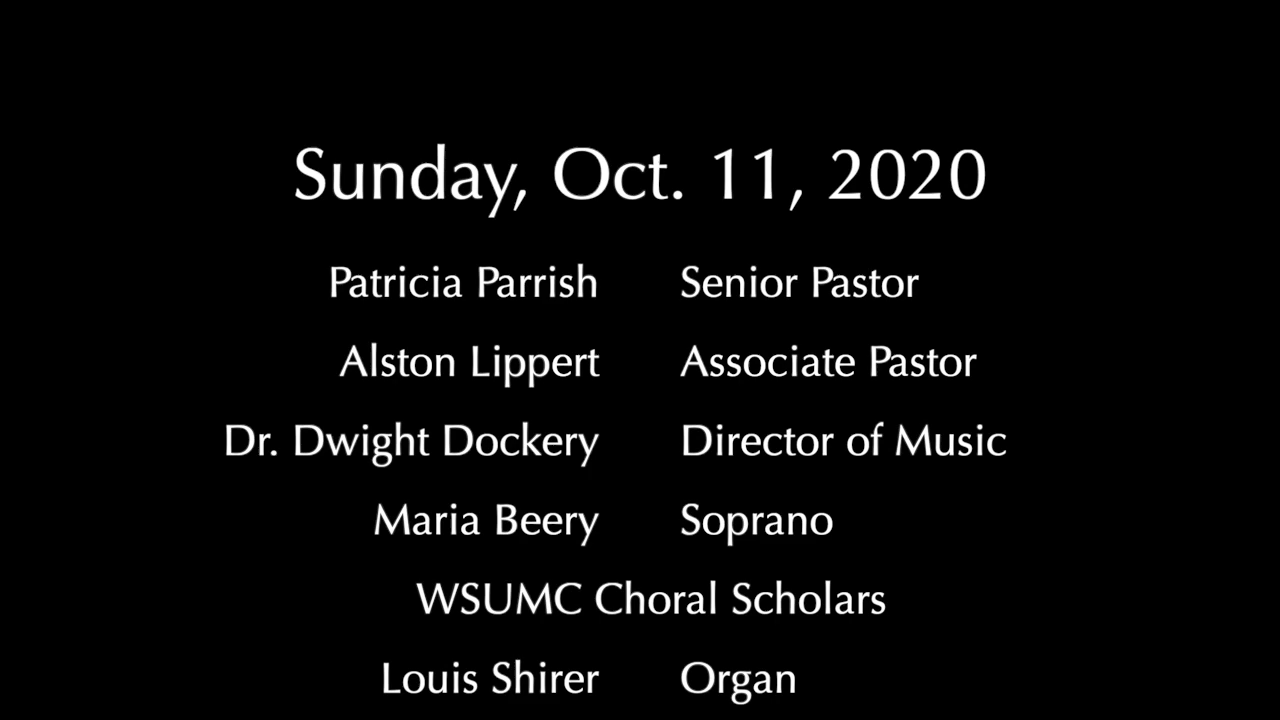 Sunday, Oct. 11, 2020
Patricia Parrish Senior Pastor
Alston Lippert Associate Pastor
Dr. Dwight Dockery Director of Music
Maria Beery Soprano
WSUMC Choral Scholars
Louis Shirer Organ